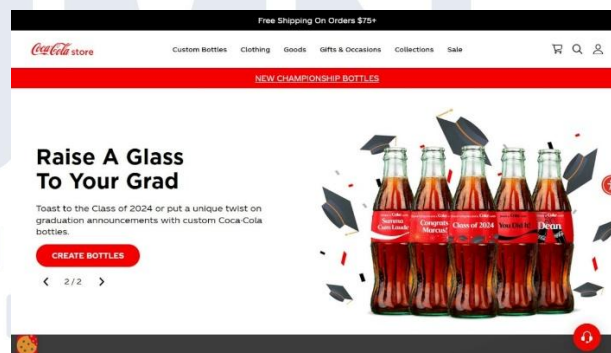 Free Shipping On Orders $75+
Coca-Cola store
Custom Bottles Clothing Goods Gifts & Occasions Collections Sale
NEW CHAMPIONSHIP BOTTLES
Raise A Glass
To Your Grad
Toast to the Class of 2024 or put a unique twist on
graduation announcements with custom Coca-Cola
bottles.
CREATE BOTTLES
2/2
Summa
Cum Laude
Congrats
Marcus!
Class of 2024
You Did It!
Dean